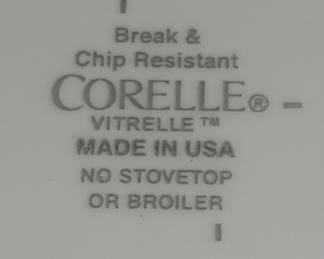 Break &
Chip Resistant
CORELLE®
VITRELLE™
MADE IN USA
NO STOVETOP
OR BROILER